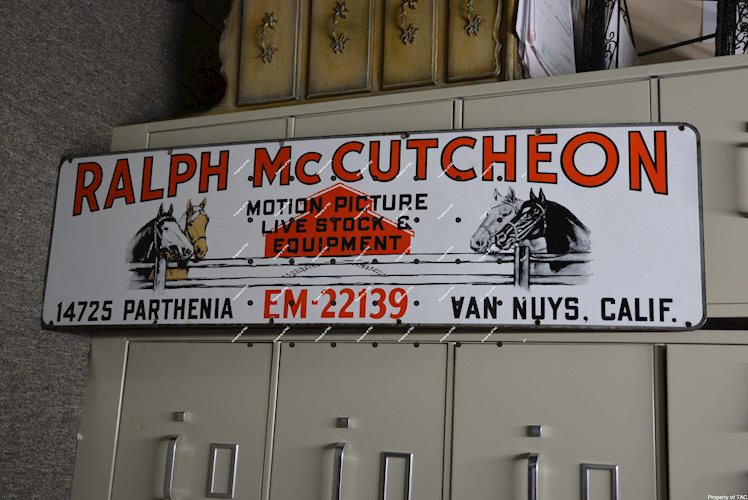 RALPH McCUTCHEON
MOTION PICTURE
LIVE STOCK &
EQUIPMENT
14725 PARTHENIA EM-22139 VAN NUYS, CALIF.
Property of TAC.